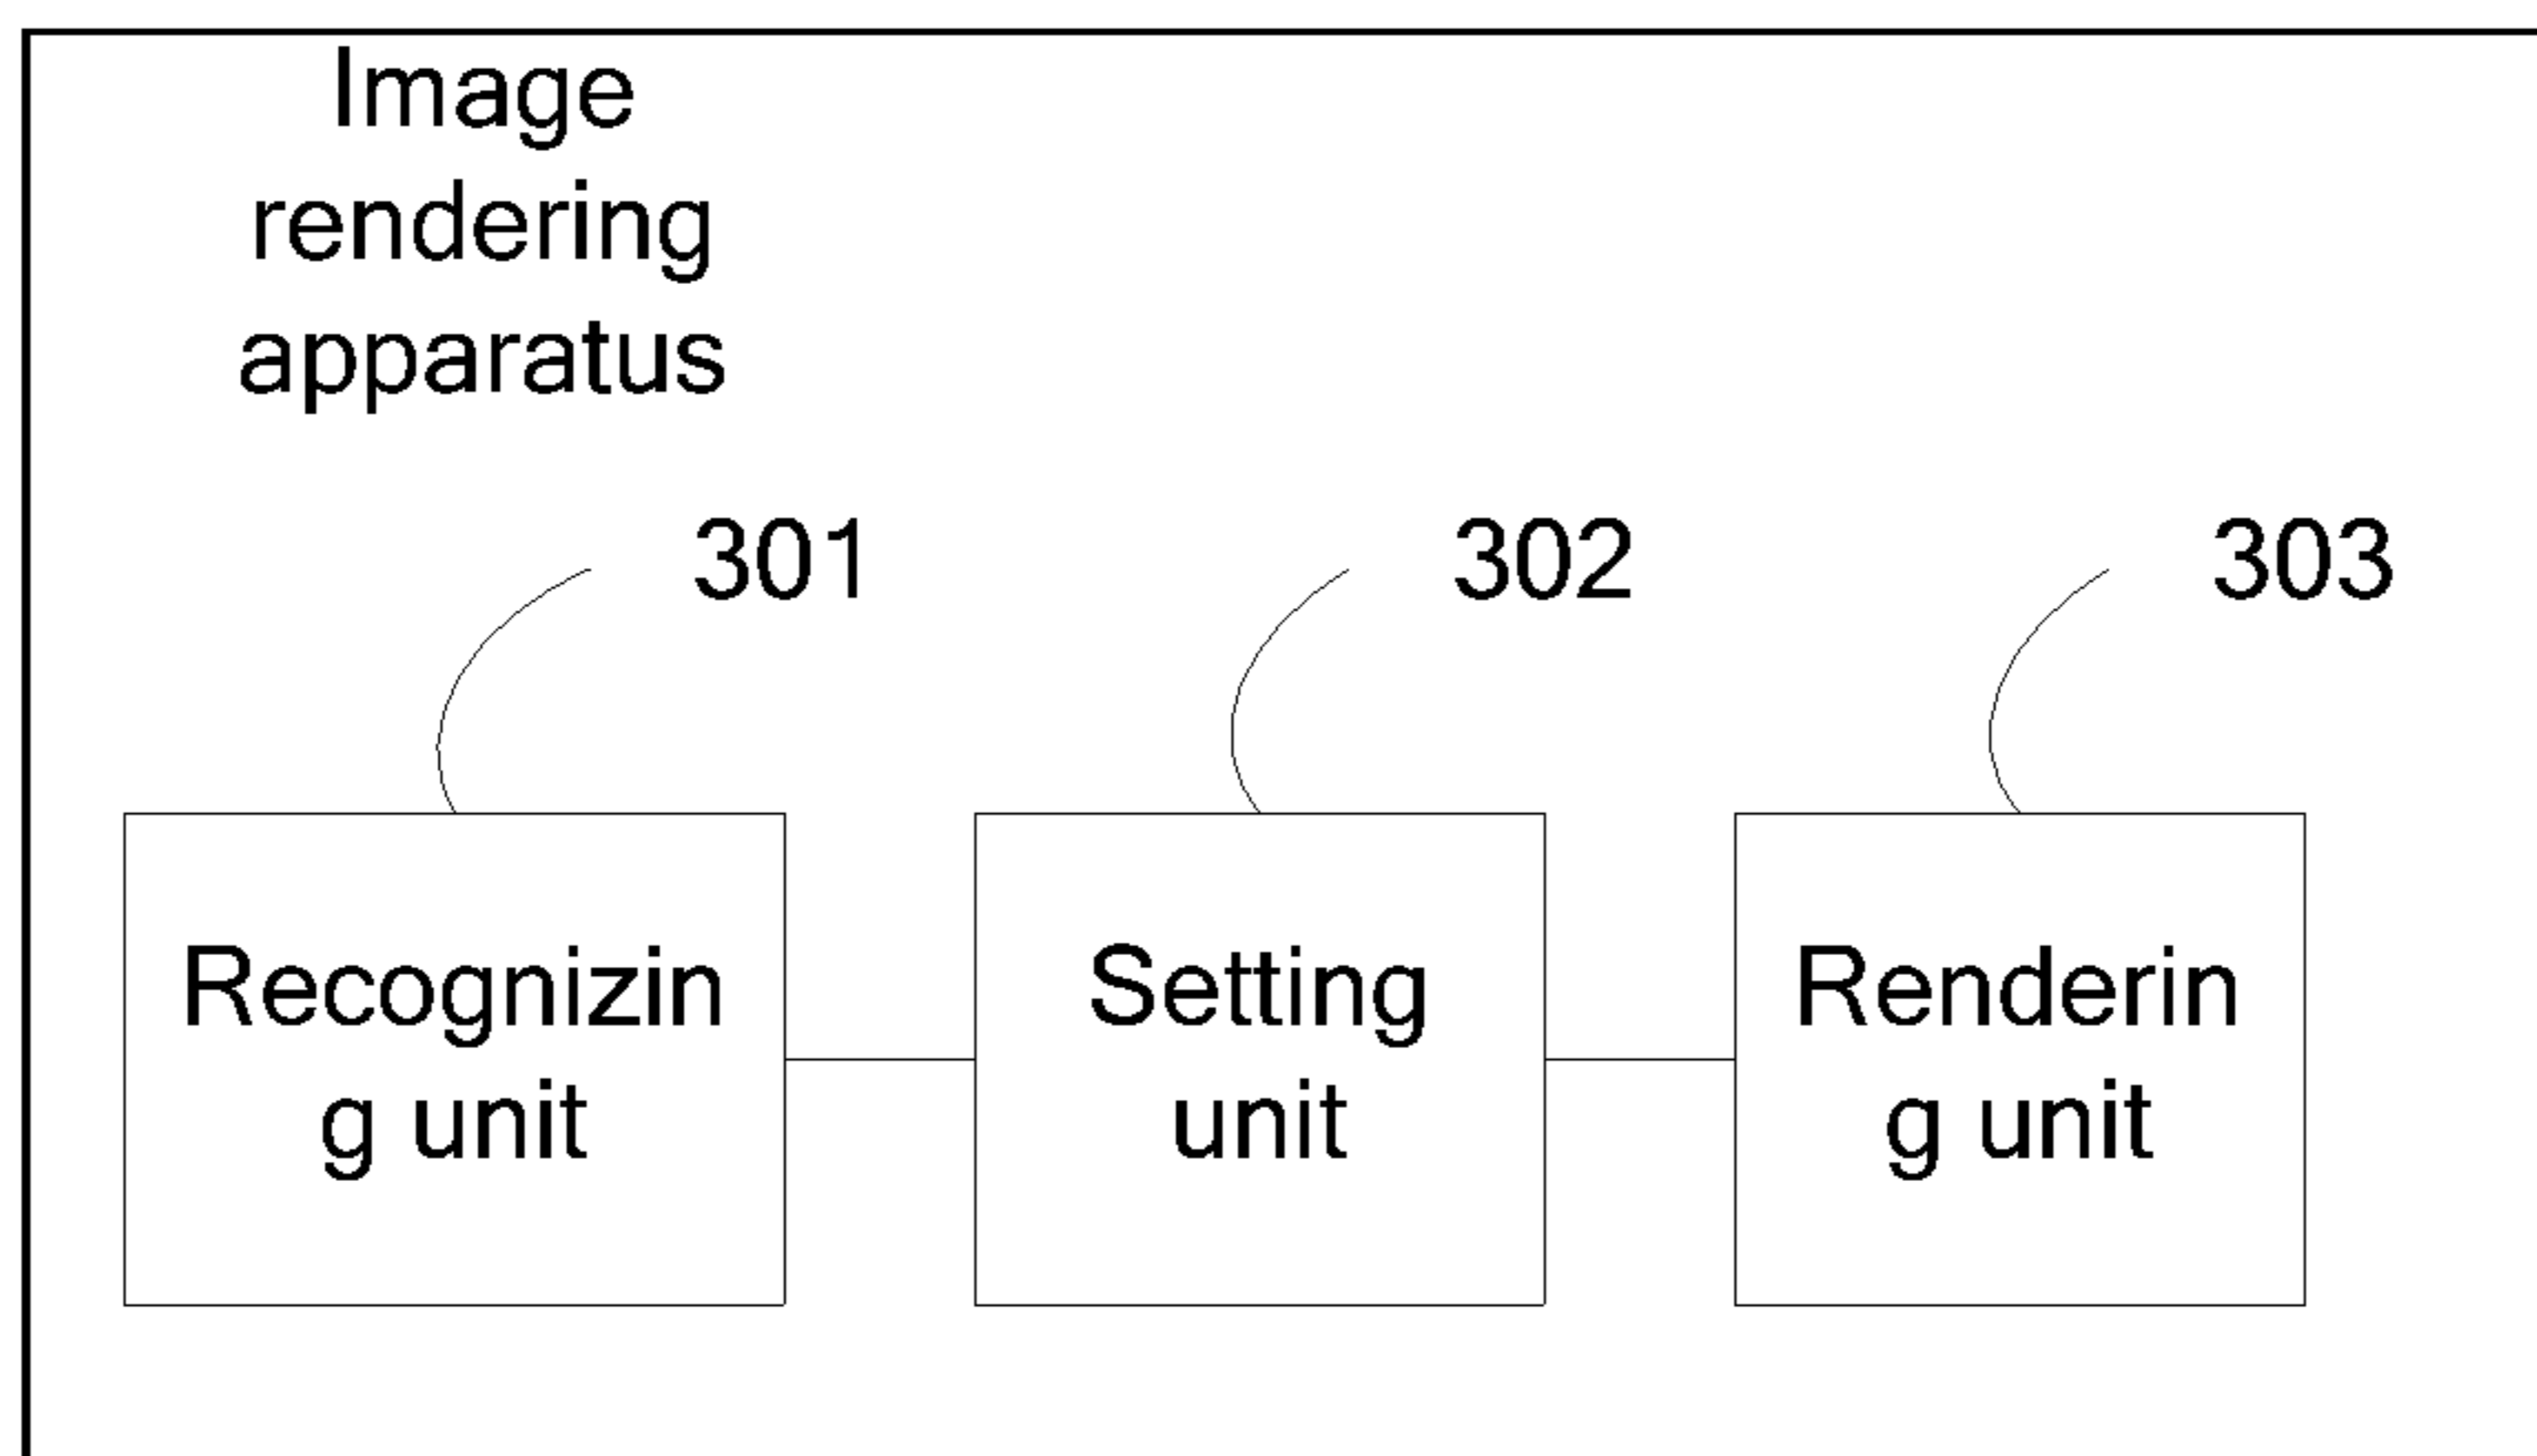 Image
rendering
apparatus
301
302
303
Recognizin
g unit
Setting
unit
Renderin
g unit